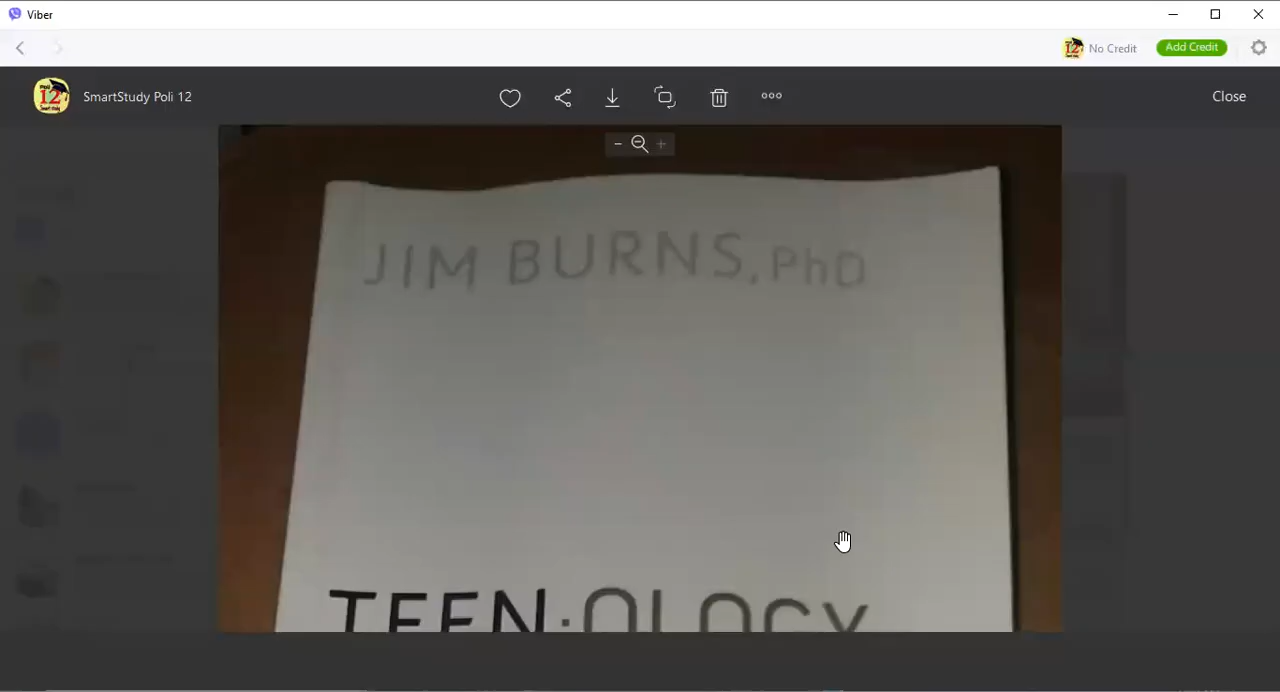 Viber
No Credit
Add Credit
SmartStudy Poli 12
Close
JIM BURNS, PhD
TEEN·OLOGY